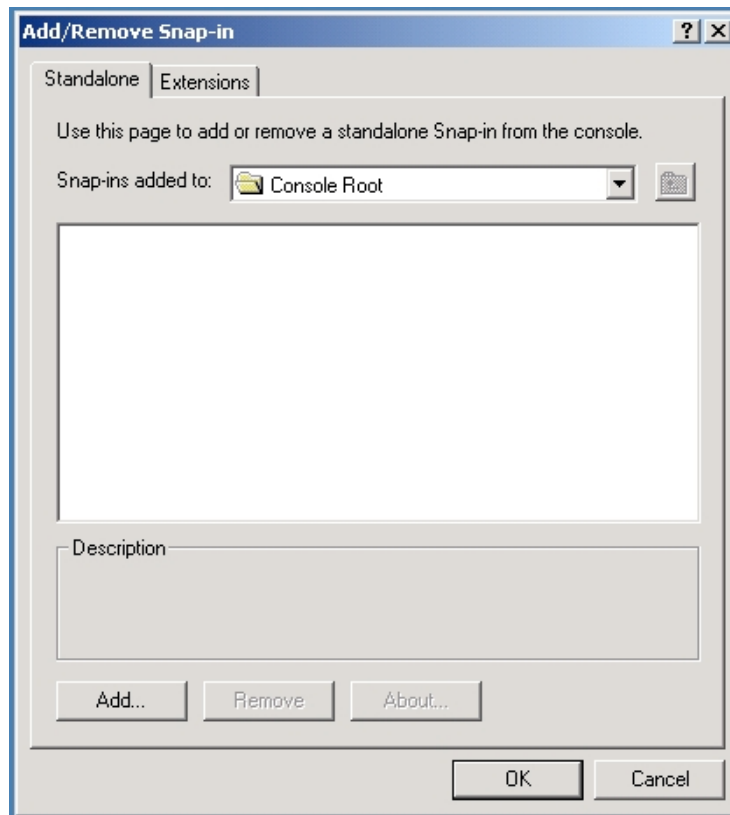 Add/Remove Snap-in
Standalone
Extensions
Use this page to add or remove a standalone Snap-in from the console.
Snap-ins added to:
Console Root
Description
Add...
Remove
About...
OK
Cancel